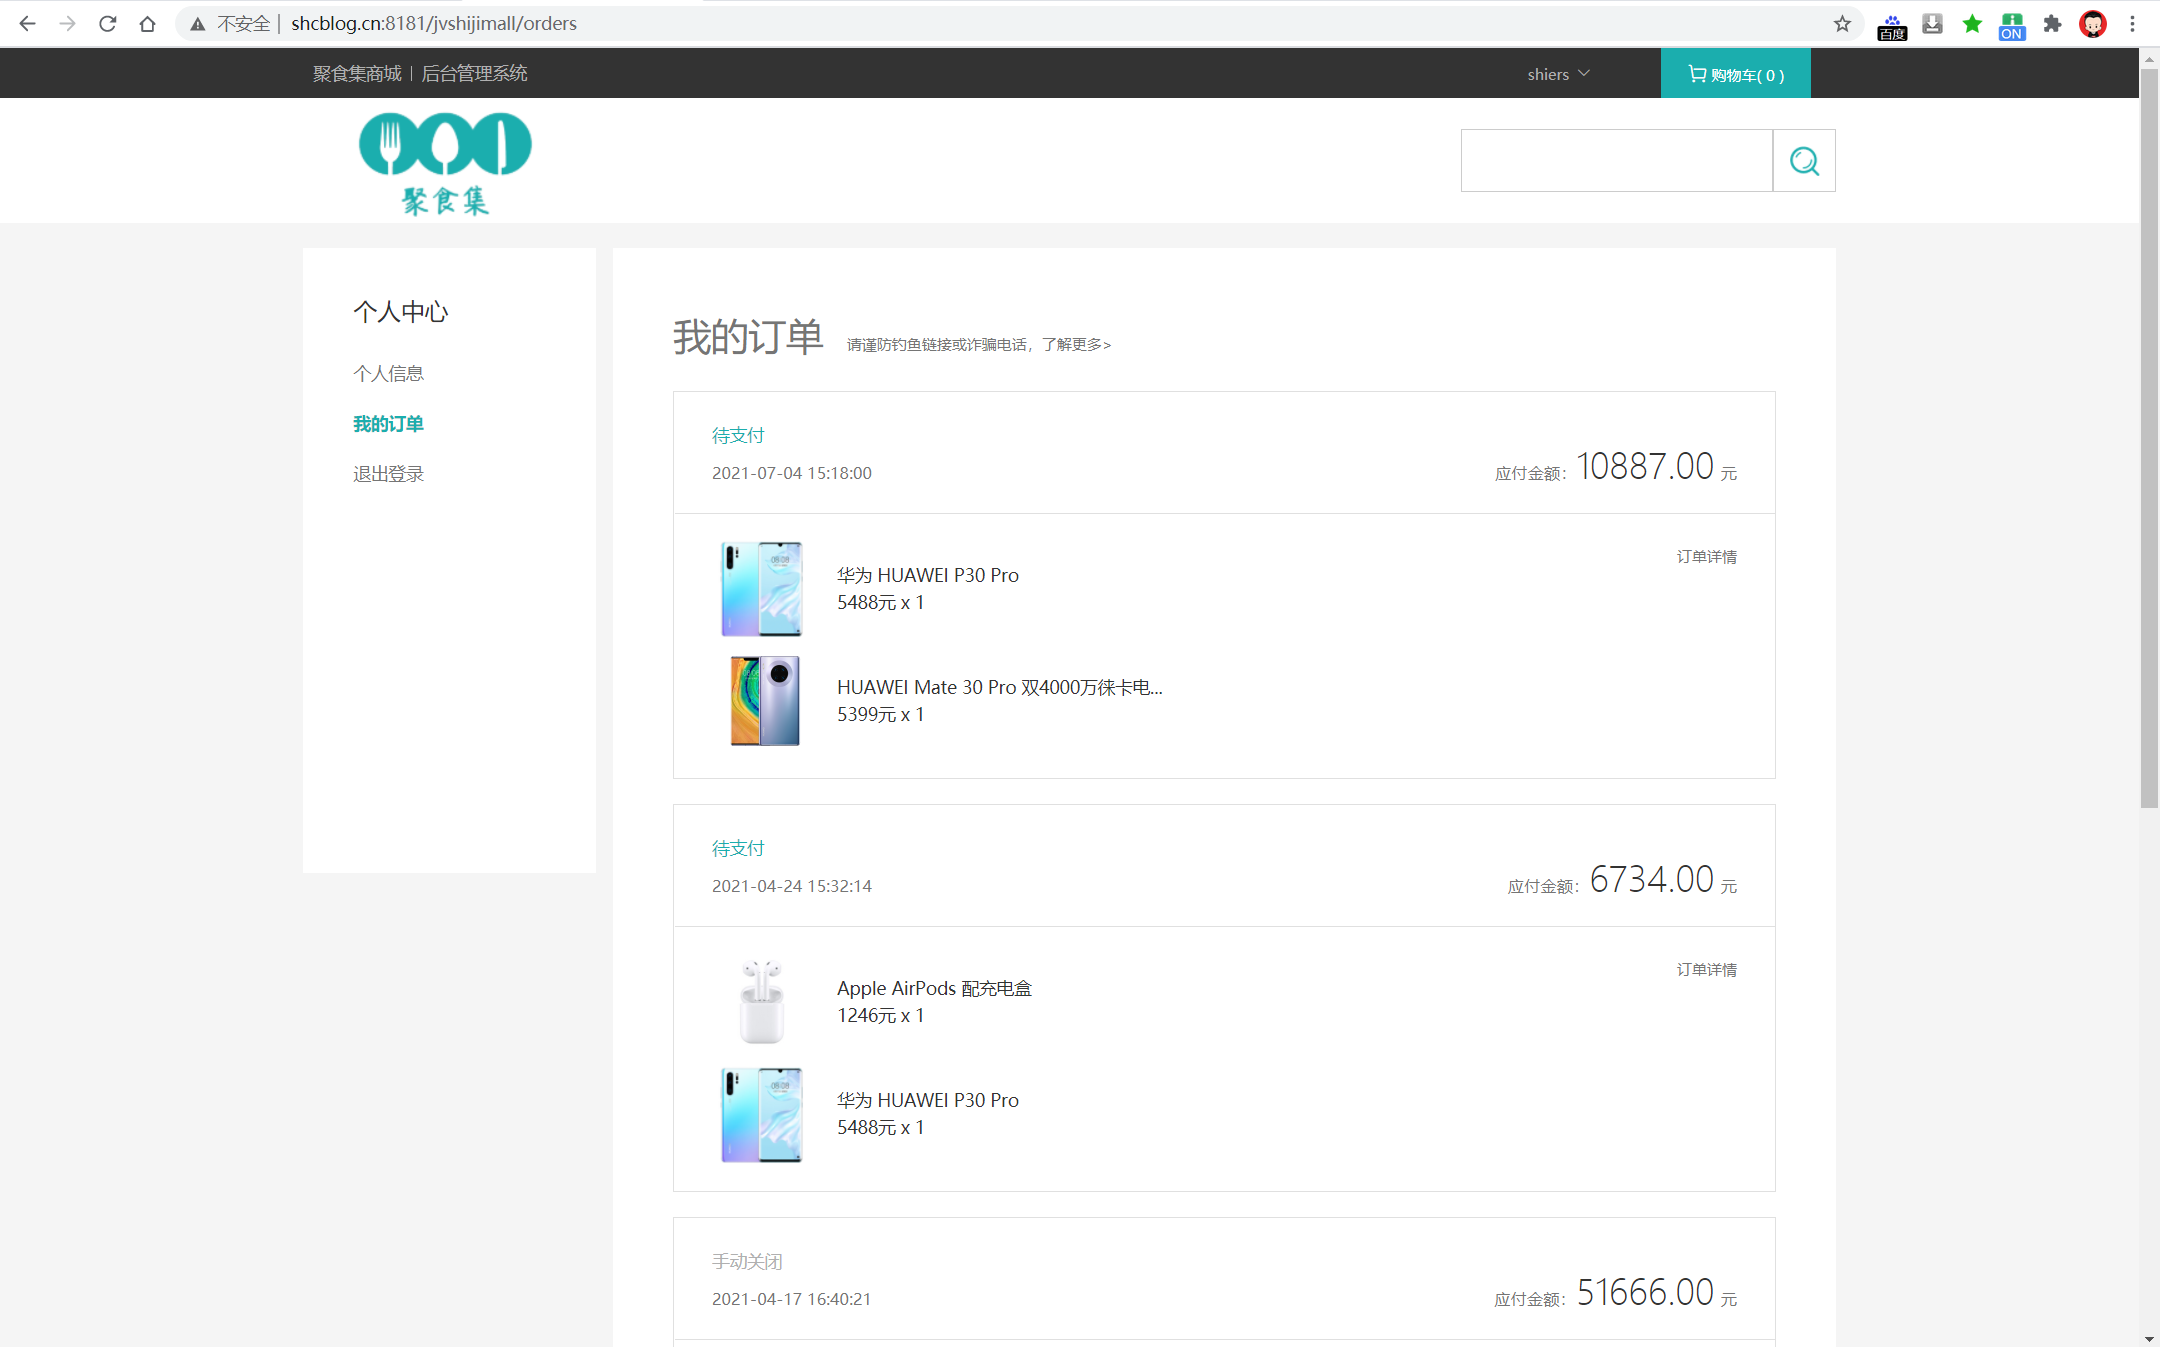 不安全 | shcblog.cn:8181/jvshijimall/orders
百度
ON
聚食集商城 | 后台管理系统
shiers
购物车( 0 )
聚食集
个人中心
个人信息
我的订单
退出登录
我的订单 请谨防钓鱼链接或诈骗电话，了解更多>
待支付
2021-07-04 15:18:00
应付金额：10887.00 元
订单详情
华为 HUAWEI P30 Pro
5488元 x 1
HUAWEI Mate 30 Pro 双4000万徕卡电...
5399元 x 1
待支付
2021-04-24 15:32:14
应付金额：6734.00 元
订单详情
Apple AirPods 配充电盒
1246元 x 1
华为 HUAWEI P30 Pro
5488元 x 1
手动关闭
2021-04-17 16:40:21
应付金额：51666.00 元